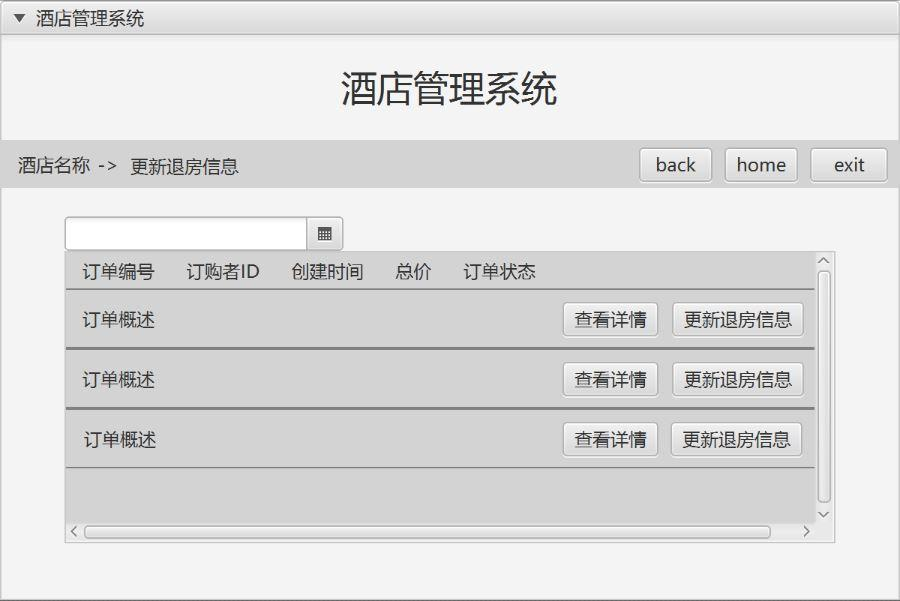 酒店管理系统
酒店管理系统
酒店名称 -> 更新退房信息 back home exit
订单编号 订购者ID 创建时间 总价 订单状态
订单概述 查看详情 更新退房信息
订单概述 查看详情 更新退房信息
订单概述 查看详情 更新退房信息